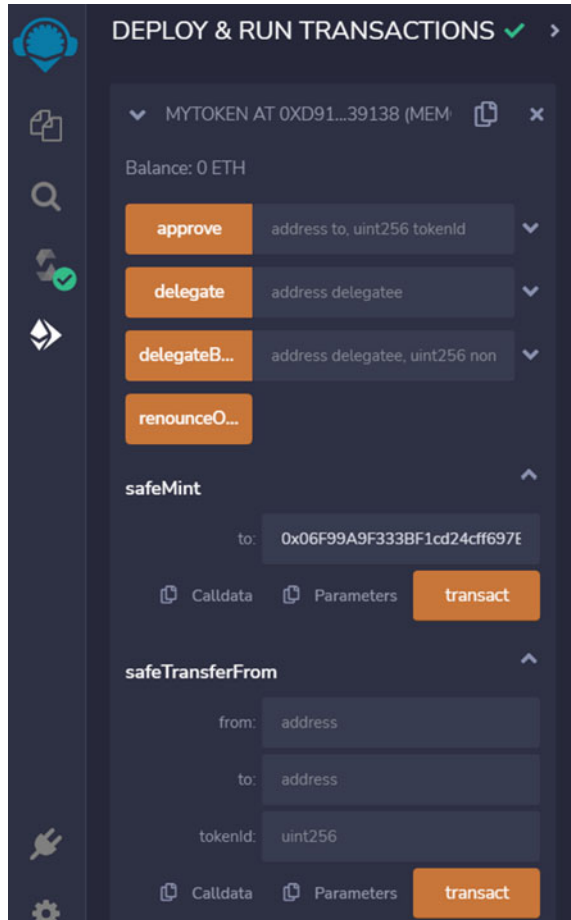 DEPLOY & RUN TRANSACTIONS
MYTOKEN AT 0XD91...39138 (MEM
Balance: 0 ETH
approve address to, uint256 tokenId
delegate address delegatee
delegateB... address delegatee, uint256 non
renounceO...
safeMint
to: 0x06F99A9F333BF1cd24cff697E
Calldata Parameters transact
safeTransferFrom
from: address
to: address
tokenId: uint256
Calldata Parameters transact